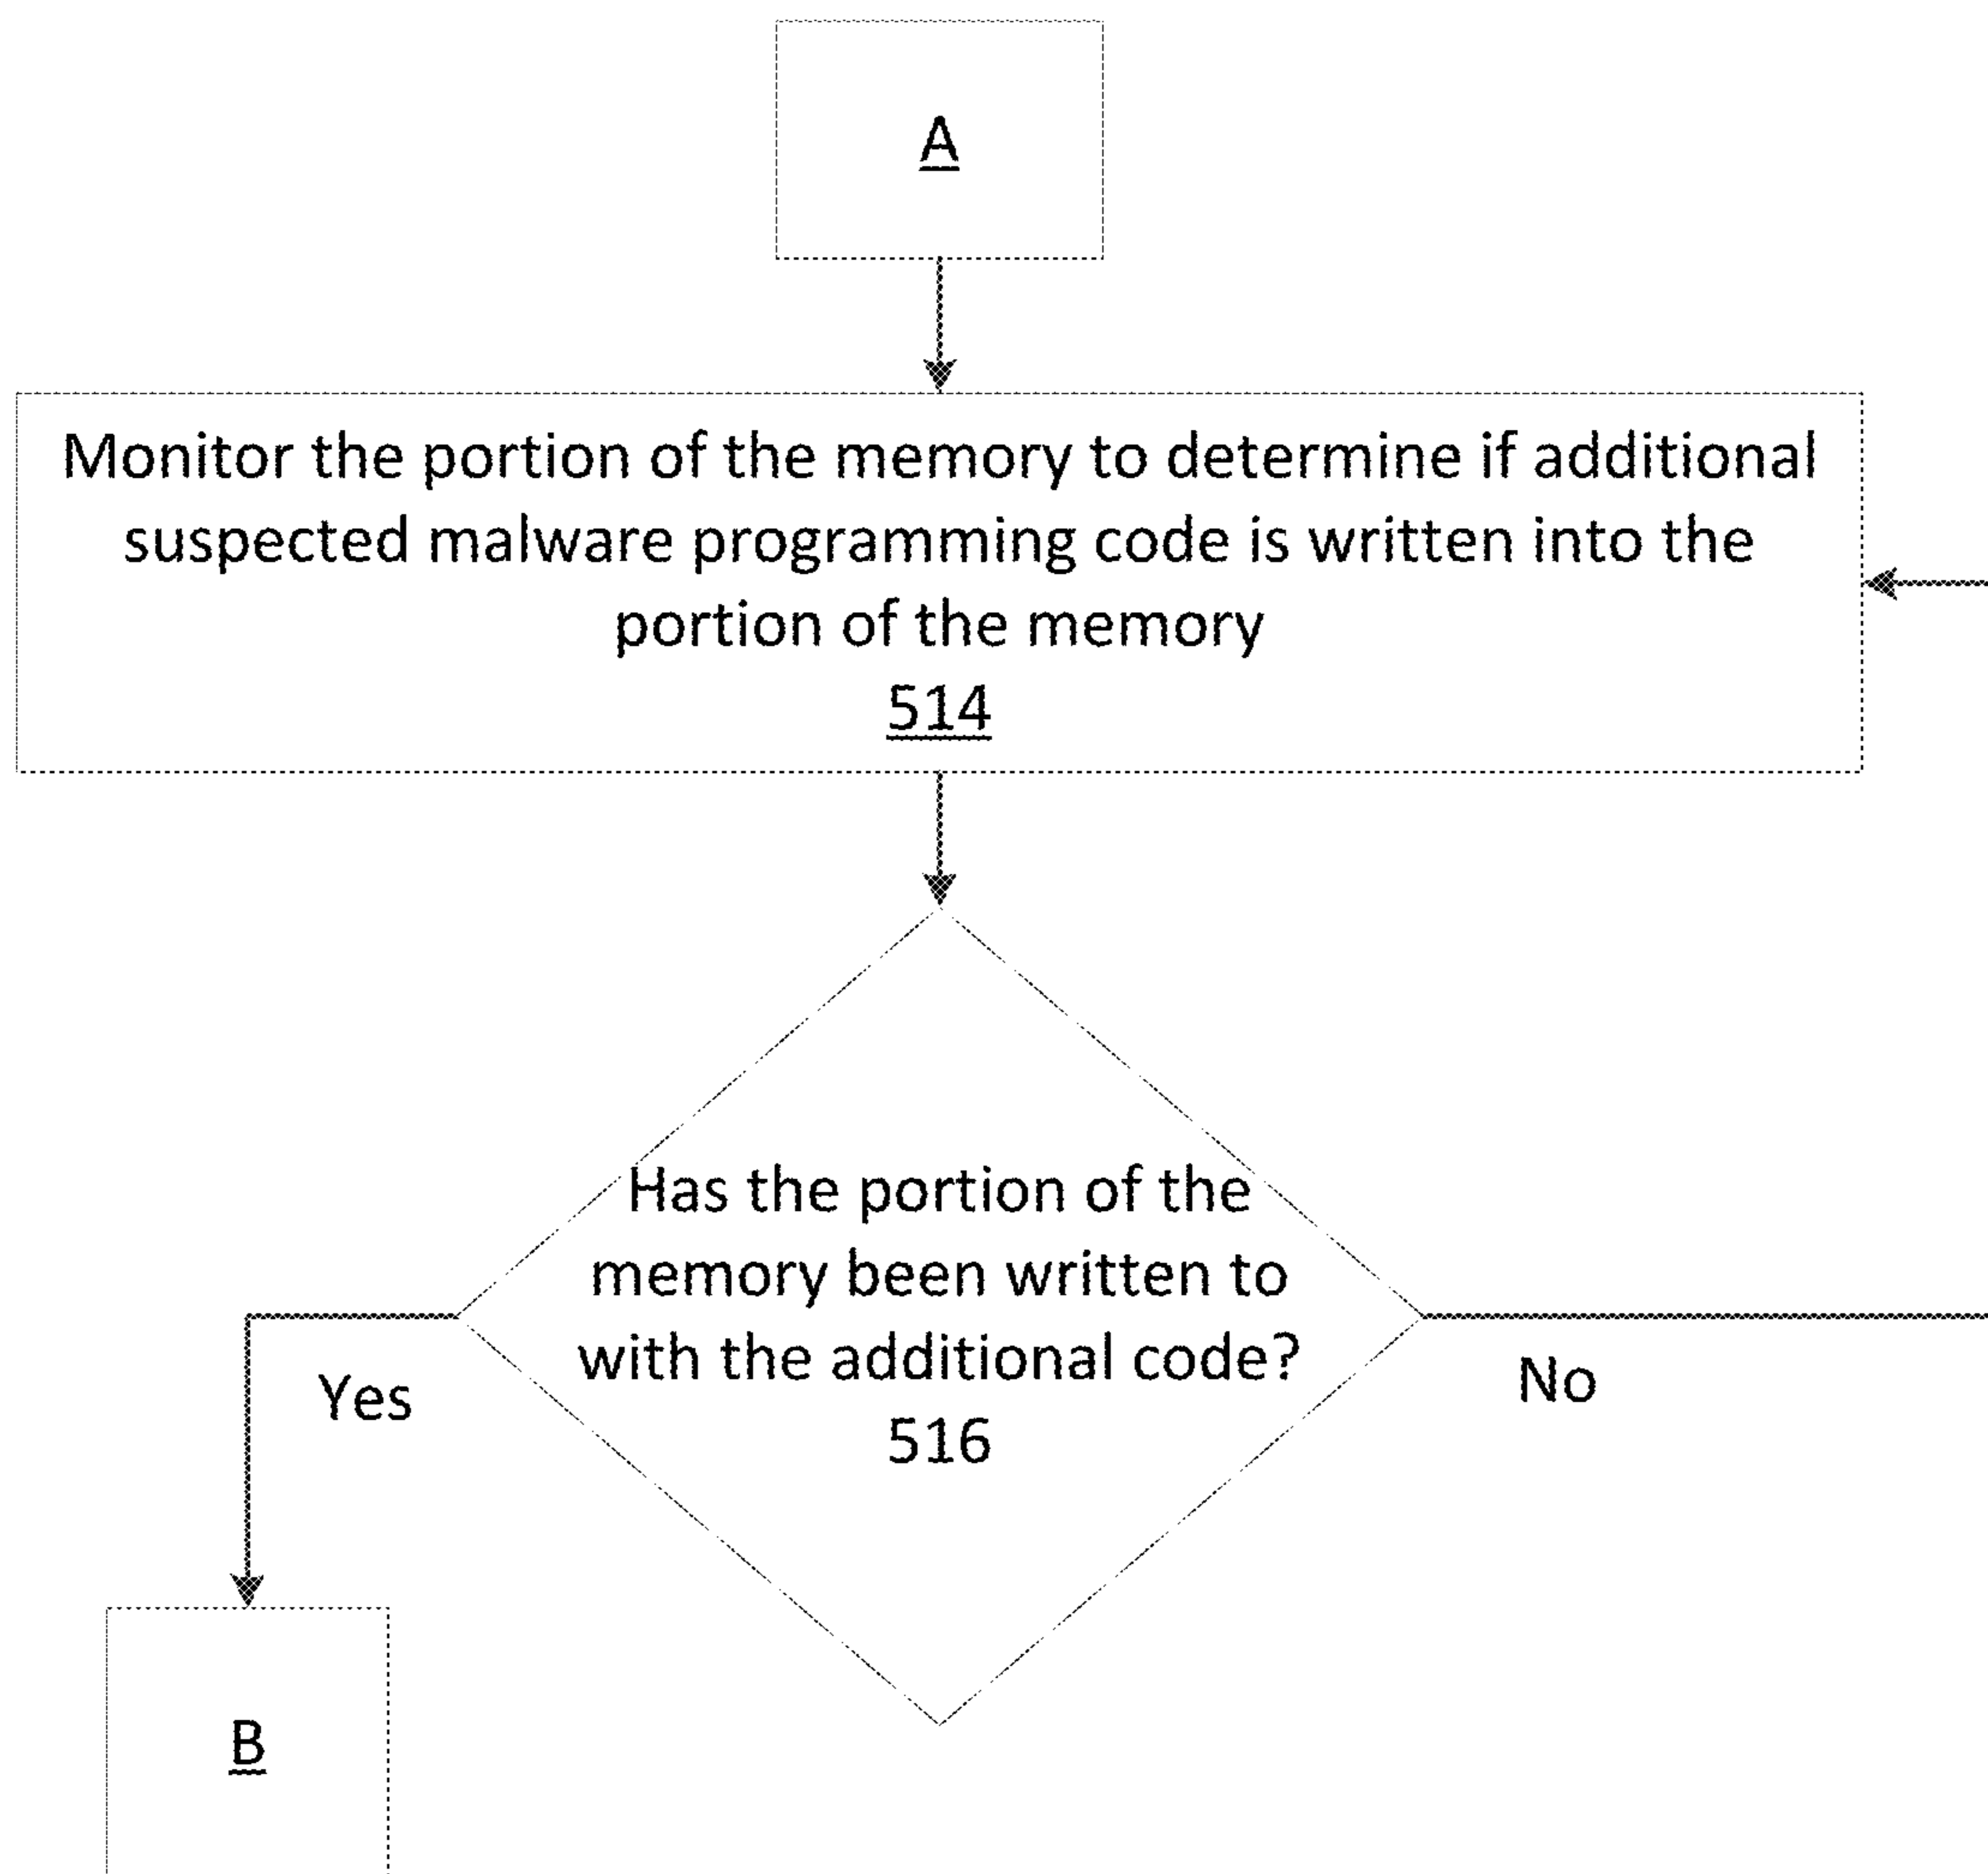 A
Monitor the portion of the memory to determine if additional
suspected malware programming code is written into the
portion of the memory
514
Has the portion of the
memory been written to
with the additional code?
516
Yes
No
B